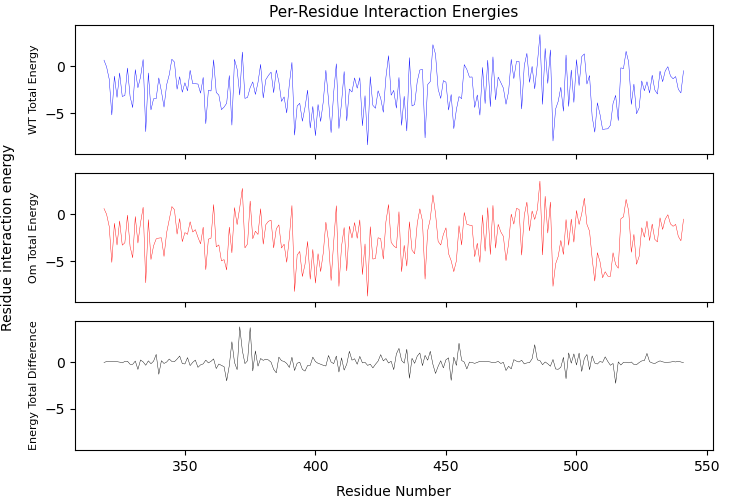 Per-Residue Interaction Energies
Residue interaction energy
WT Total Energy
0
−5
Om Total Energy
0
−5
Energy Total Difference
0
−5
350 400 450 500 550
Residue Number